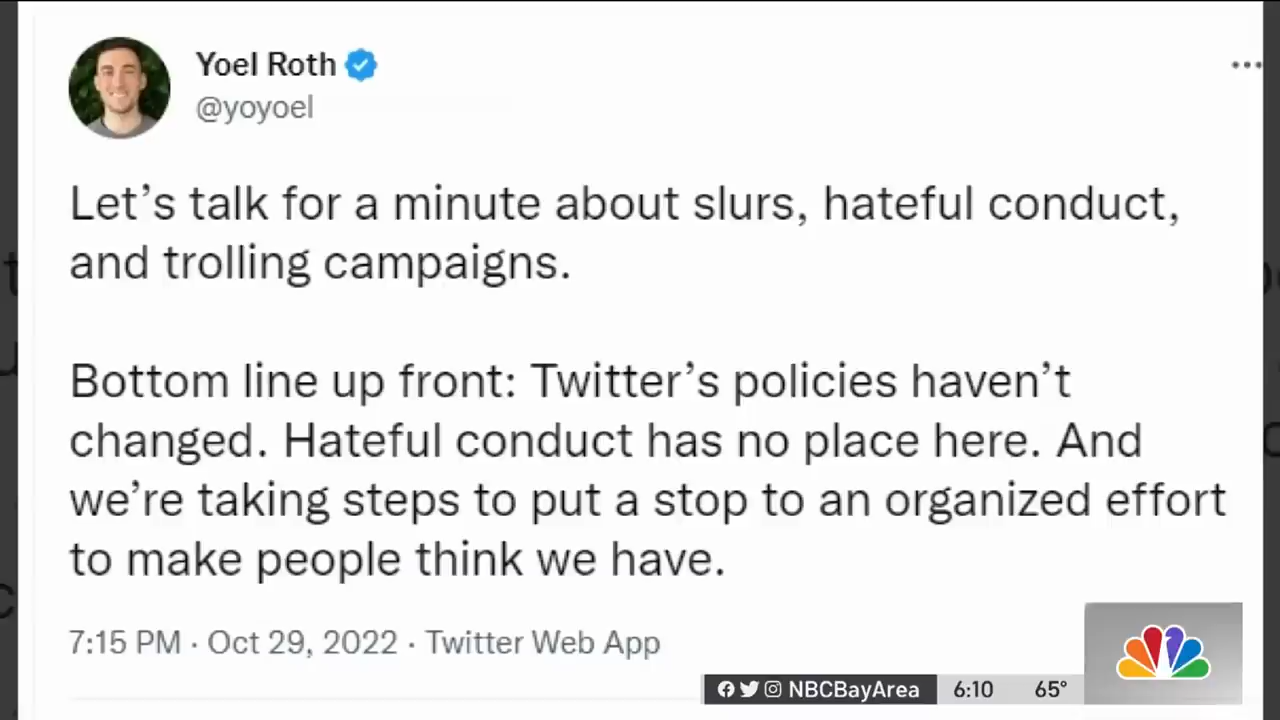 Yoel Roth
@yoyoel
Let’s talk for a minute about slurs, hateful conduct,
and trolling campaigns.
Bottom line up front: Twitter’s policies haven’t
changed. Hateful conduct has no place here. And
we’re taking steps to put a stop to an organized effort
to make people think we have.
7:15 PM · Oct 29, 2022 · Twitter Web App
NBCBayArea 6:10 65°